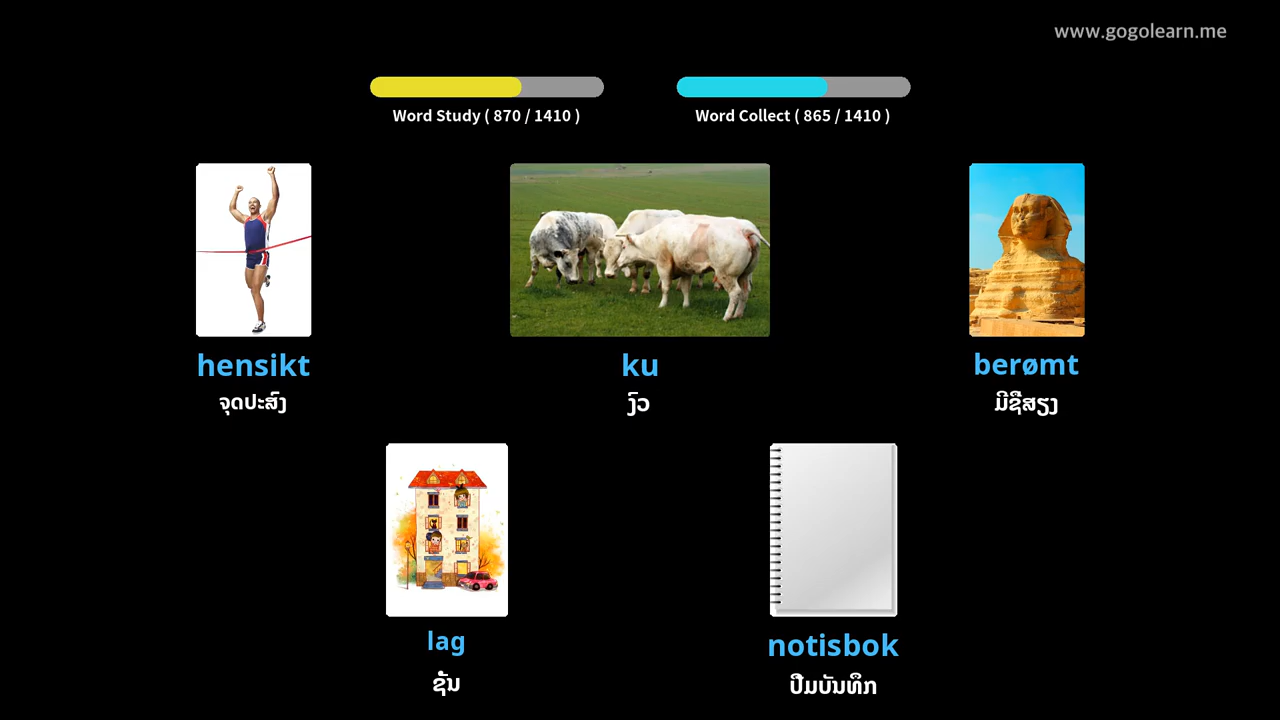 www.gogolearn.me
Word Study ( 870 / 1410 )
Word Collect ( 865 / 1410 )
hensikt
ຈຸດປະສົງ
ku
ງົວ
berømt
ມີຊື່ສຽງ
lag
ຊັ້ນ
notisbok
ປື້ມບັນທຶກ